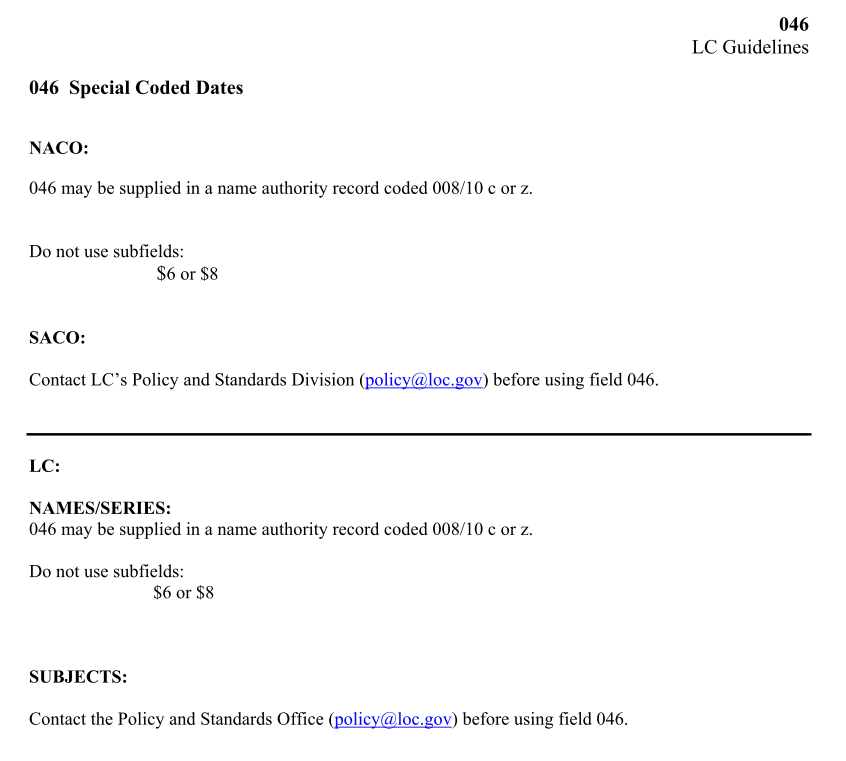 046
LC Guidelines
046 Special Coded Dates
NACO:
046 may be supplied in a name authority record coded 008/10 c or z.
Do not use subfields:
$6 or $8
SACO:
Contact LC’s Policy and Standards Division (policy@loc.gov) before using field 046.
LC:
NAMES/SERIES:
046 may be supplied in a name authority record coded 008/10 c or z.
Do not use subfields:
$6 or $8
SUBJECTS:
Contact the Policy and Standards Office (policy@loc.gov) before using field 046.